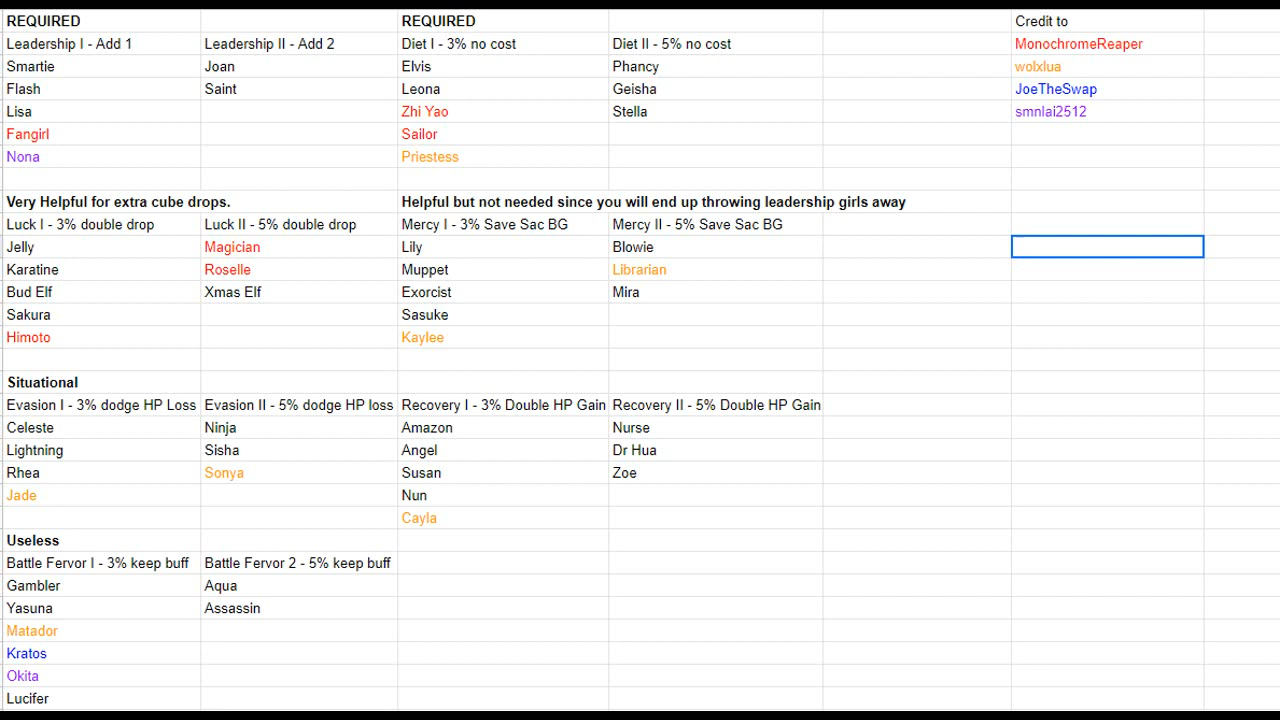 REQUIRED REQUIRED Credit to
Leadership I - Add 1 Leadership II - Add 2 Diet I - 3% no cost Diet II - 5% no cost MonochromeReaper
Smartie Joan Elvis Phancy wolxlua
Flash Saint Leona Geisha JoeTheSwap
Lisa Zhi Yao Stella smnlai2512
Fangirl Sailor
Nona Priestess
Very Helpful for extra cube drops. Helpful but not needed since you will end up throwing leadership girls away
Luck I - 3% double drop Luck II - 5% double drop Mercy I - 3% Save Sac BG Mercy II - 5% Save Sac BG
Jelly Magician Lily Blowie
Karatine Roselle Muppet Librarian
Bud Elf Xmas Elf Exorcist Mira
Sakura Sasuke
Himoto Kaylee
Situational
Evasion I - 3% dodge HP Loss Evasion II - 5% dodge HP loss Recovery I - 3% Double HP Gain Recovery II - 5% Double HP Gain
Celeste Ninja Amazon Nurse
Lightning Sisha Angel Dr Hua
Rhea Sonya Susan Zoe
Jade Nun
Cayla
Useless
Battle Fervor I - 3% keep buff Battle Fervor 2 - 5% keep buff
Gambler Aqua
Yasuna Assassin
Matador
Kratos
Okita
Lucifer